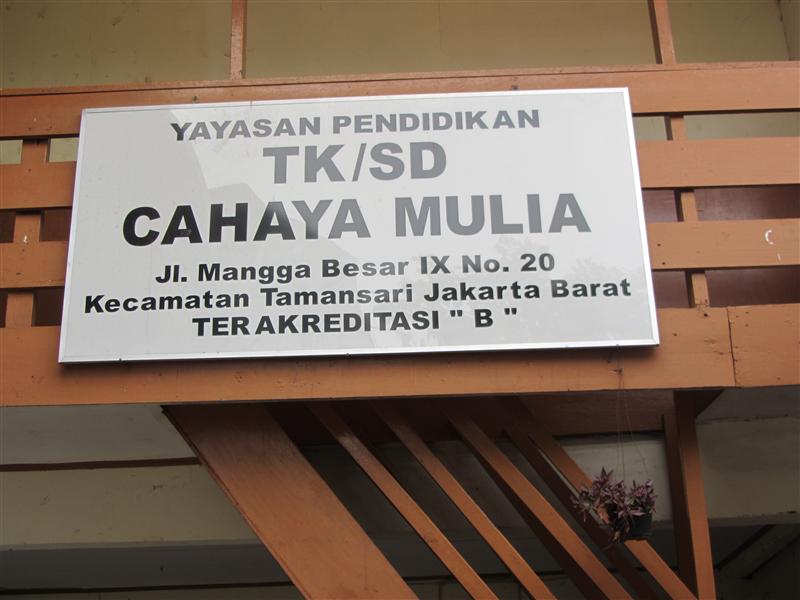 YAYASAN PENDIDIKAN
TK/SD
CAHAYA MULIA
Jl. Mangga Besar IX No. 20
Kecamatan Tamansari Jakarta Barat
TERAKREDITASI " B "